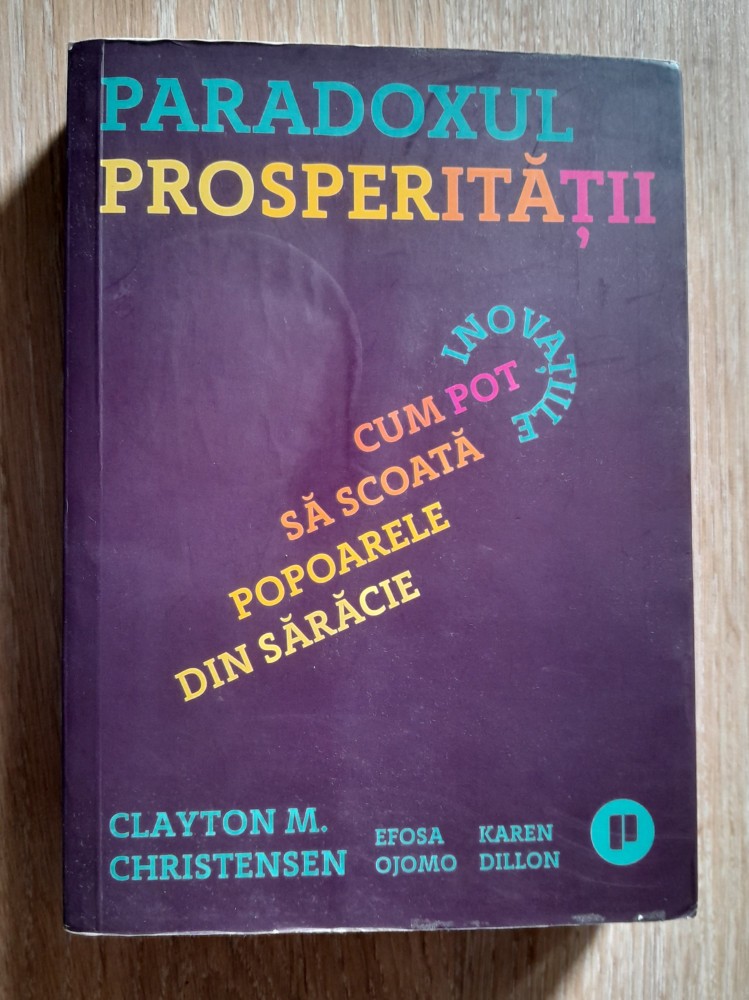 PARADOXUL
PROSPERITĂȚII
CUM POT
INOVAȚIILE
SĂ SCOATĂ
POPOARELE
DIN SĂRĂCIE
CLAYTON M.
CHRISTENSEN
EFOSA
OJOMO
KAREN
DILLON
P